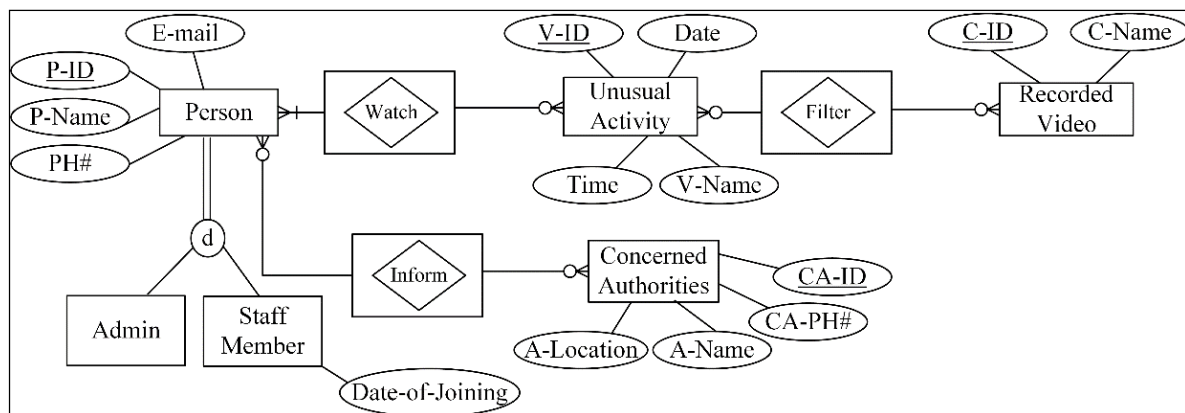 E-mail
P-ID
P-Name
PH#
Person
Watch
V-ID
Date
Unusual
Activity
Time
V-Name
Filter
C-ID
C-Name
Recorded
Video
d
Admin
Staff
Member
Date-of-Joining
Inform
Concerned
Authorities
CA-ID
CA-PH#
A-Location
A-Name